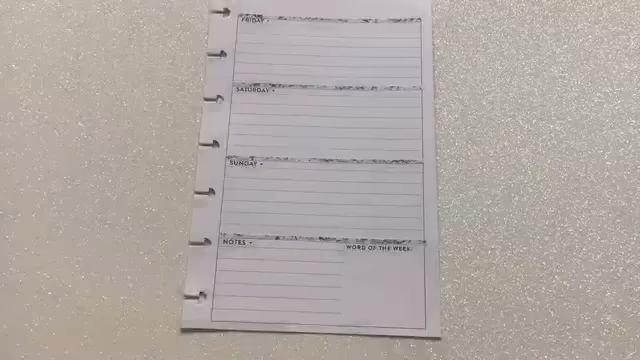 FRIDAY
SATURDAY
SUNDAY
NOTES
WORD OF THE WEEK